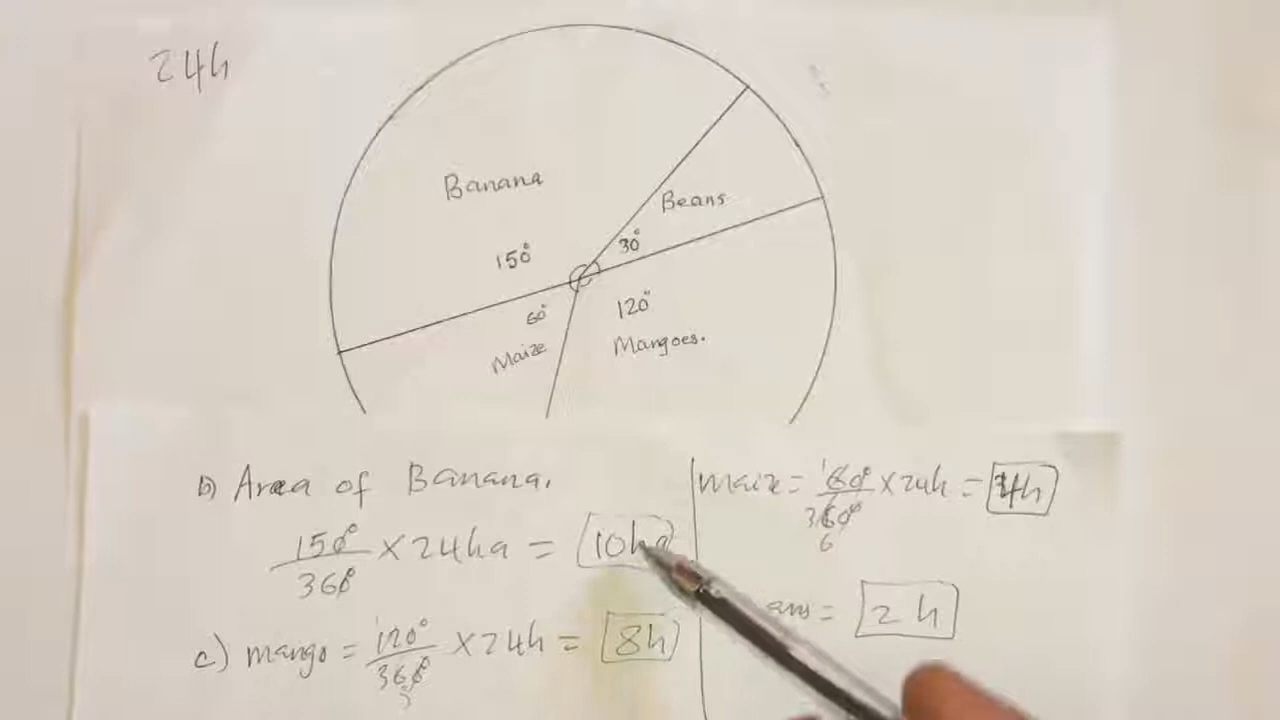 24h
Banana
Beans
150°
30°
60°
120°
Maize
Mangoes.
b) Area of Banana.
150°/360° × 24ha = 10ha
c) mango = 120°/360° × 24h = 8h
3
maize = 60°/360° × 24h = 4h
6
= 2 h